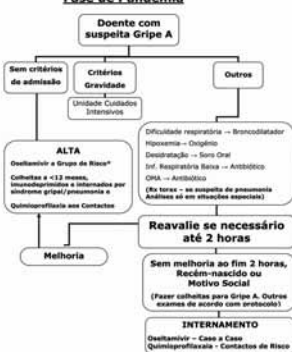 Fase de Pandemia
Doente com
suspeita Gripe A
Sem critérios
de admissão
Critérios
Gravidade
Outros
Unidade Cuidados
Intensivos
ALTA
Oseltamivir a Grupo de Risco*
Colheitas a <12 meses,
imunodeprimidos e internados por
síndrome gripal/pneumonia
Quimioprofilaxia aos Contactos
Dificuldade respiratória → Broncodilatador
Hipoxemia → Oxigénio
Desidratação → Soro Oral
Inf. Respiratória Baixa → Antibiótico
OMA → Antibiótico
(Rx torax – se suspeita de pneumonia
Análises só em situações especiais)
Reavalie se necessário
até 2 horas
Melhoria
Sem melhoria ao fim 2 horas,
Recém-nascido ou
Motivo Social
(Fazer colheitas para Gripe A. Outros
exames de acordo com protocolo)
INTERNAMENTO
Oseltamivir – Caso a Caso
Quimioprofilaxia - Contactos de Risco